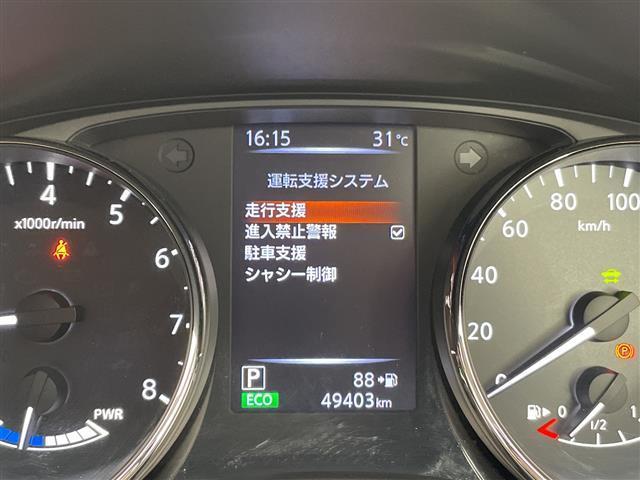 16:15 31℃
運転支援システム
走行支援
進入禁止警報
駐車支援
シャシー制御
P 88
ECO 49403km
4 5 6 7 8
x1000r/min
PWR
0 20 40 60 80 100
km/h
P
0 1/2 1